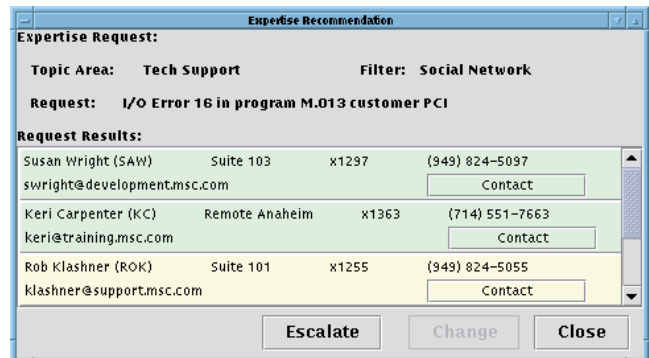 Expertise Recommendation
Expertise Request:
Topic Area: Tech Support Filter: Social Network
Request: I/O Error 16 in program M.013 customer PCI
Request Results:
Susan Wright (SAW) Suite 103 x1297 (949) 824-5097
swright@development.msc.com Contact
Keri Carpenter (KC) Remote Anaheim x1363 (714) 551-7663
keri@training.msc.com Contact
Rob Klashner (ROK) Suite 101 x1255 (949) 824-5055
klashner@support.msc.com Contact
Escalate Change Close